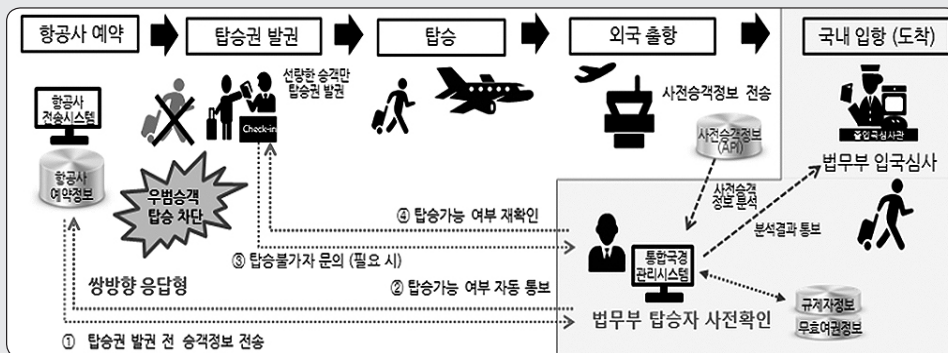 항공사 예약
탑승권 발권
탑승
외국 출항
국내 입항 (도착)
항공사
전송시스템
선량한 승객만
탑승권 발권
Check-in
사전승객정보 전송
사전승객정보
(API)
출입국심사관
법무부 입국심사
항공사
예약정보
우범승객
탑승 차단
사전승객
정보 분석
분석결과 통보
④ 탑승가능 여부 재확인
③ 탑승불가자 문의 (필요 시)
통합국경
관리시스템
쌍방향 응답형
② 탑승가능 여부 자동 통보
규제자정보
무효여권정보
법무부 탑승자 사전확인
① 탑승권 발권 전 승객정보 전송